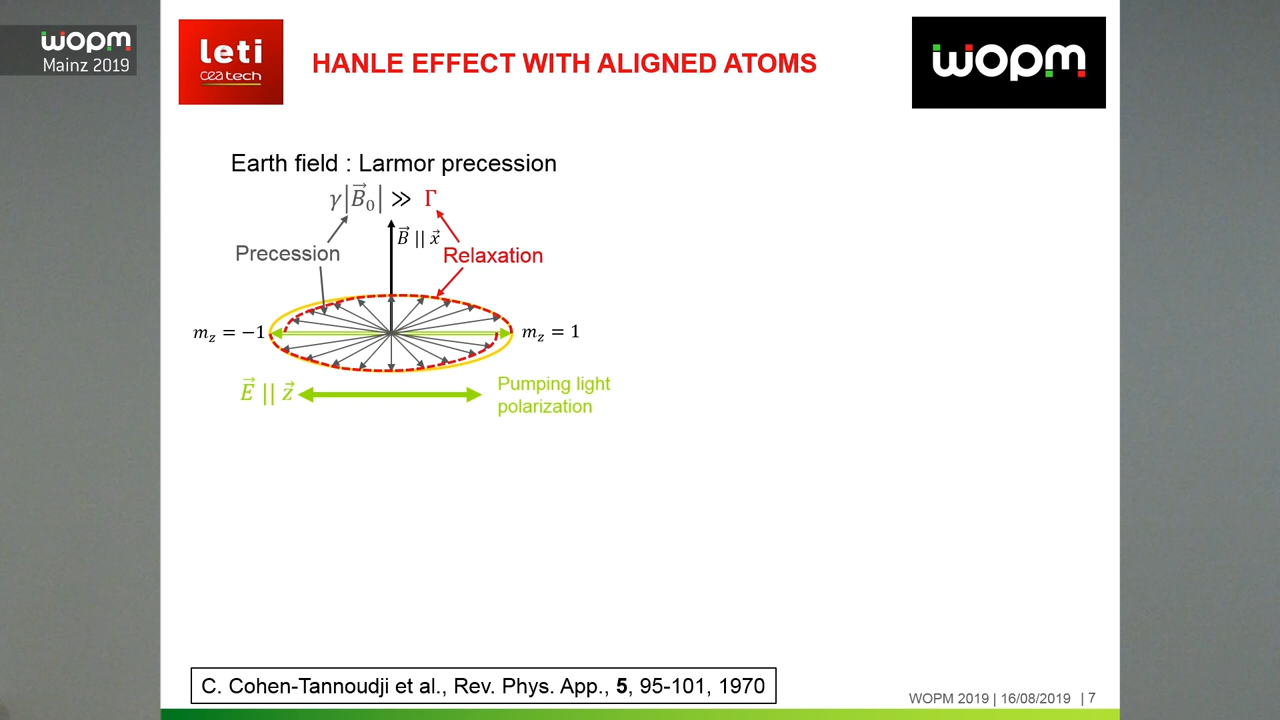 wopm
Mainz 2019
leti
ceatech
HANLE EFFECT WITH ALIGNED ATOMS
wopm
Earth field : Larmor precession
γ|B⃗₀| ≫ Γ
B⃗ || x⃗
Precession
Relaxation
m_z = −1
m_z = 1
E⃗ || z⃗
Pumping light
polarization
C. Cohen-Tannoudji et al., Rev. Phys. App., 5, 95-101, 1970
WOPM 2019 | 16/08/2019 | 7